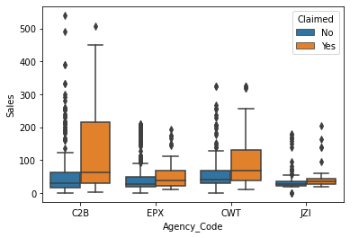 Claimed
No
Yes
500
400
300
200
100
0
Sales
C2B
EPX
CWT
JZI
Agency_Code